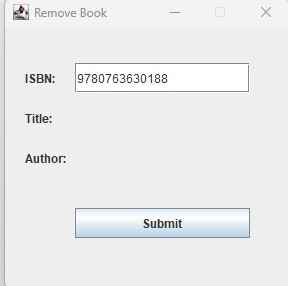 Remove Book
ISBN: 9780763630188
Title:
Author:
Submit